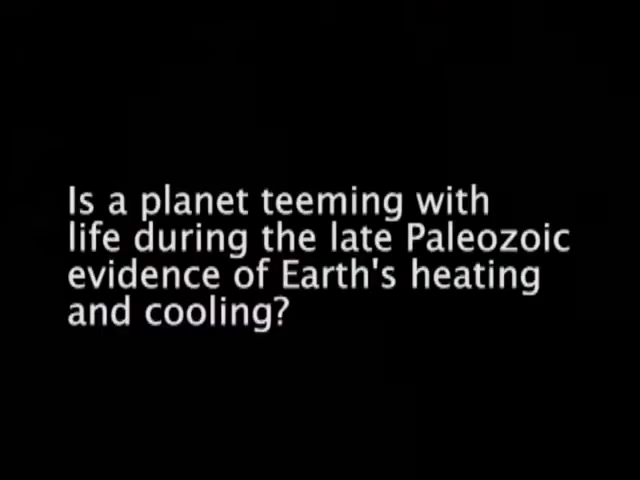 Is a planet teeming with
life during the late Paleozoic
evidence of Earth's heating
and cooling?